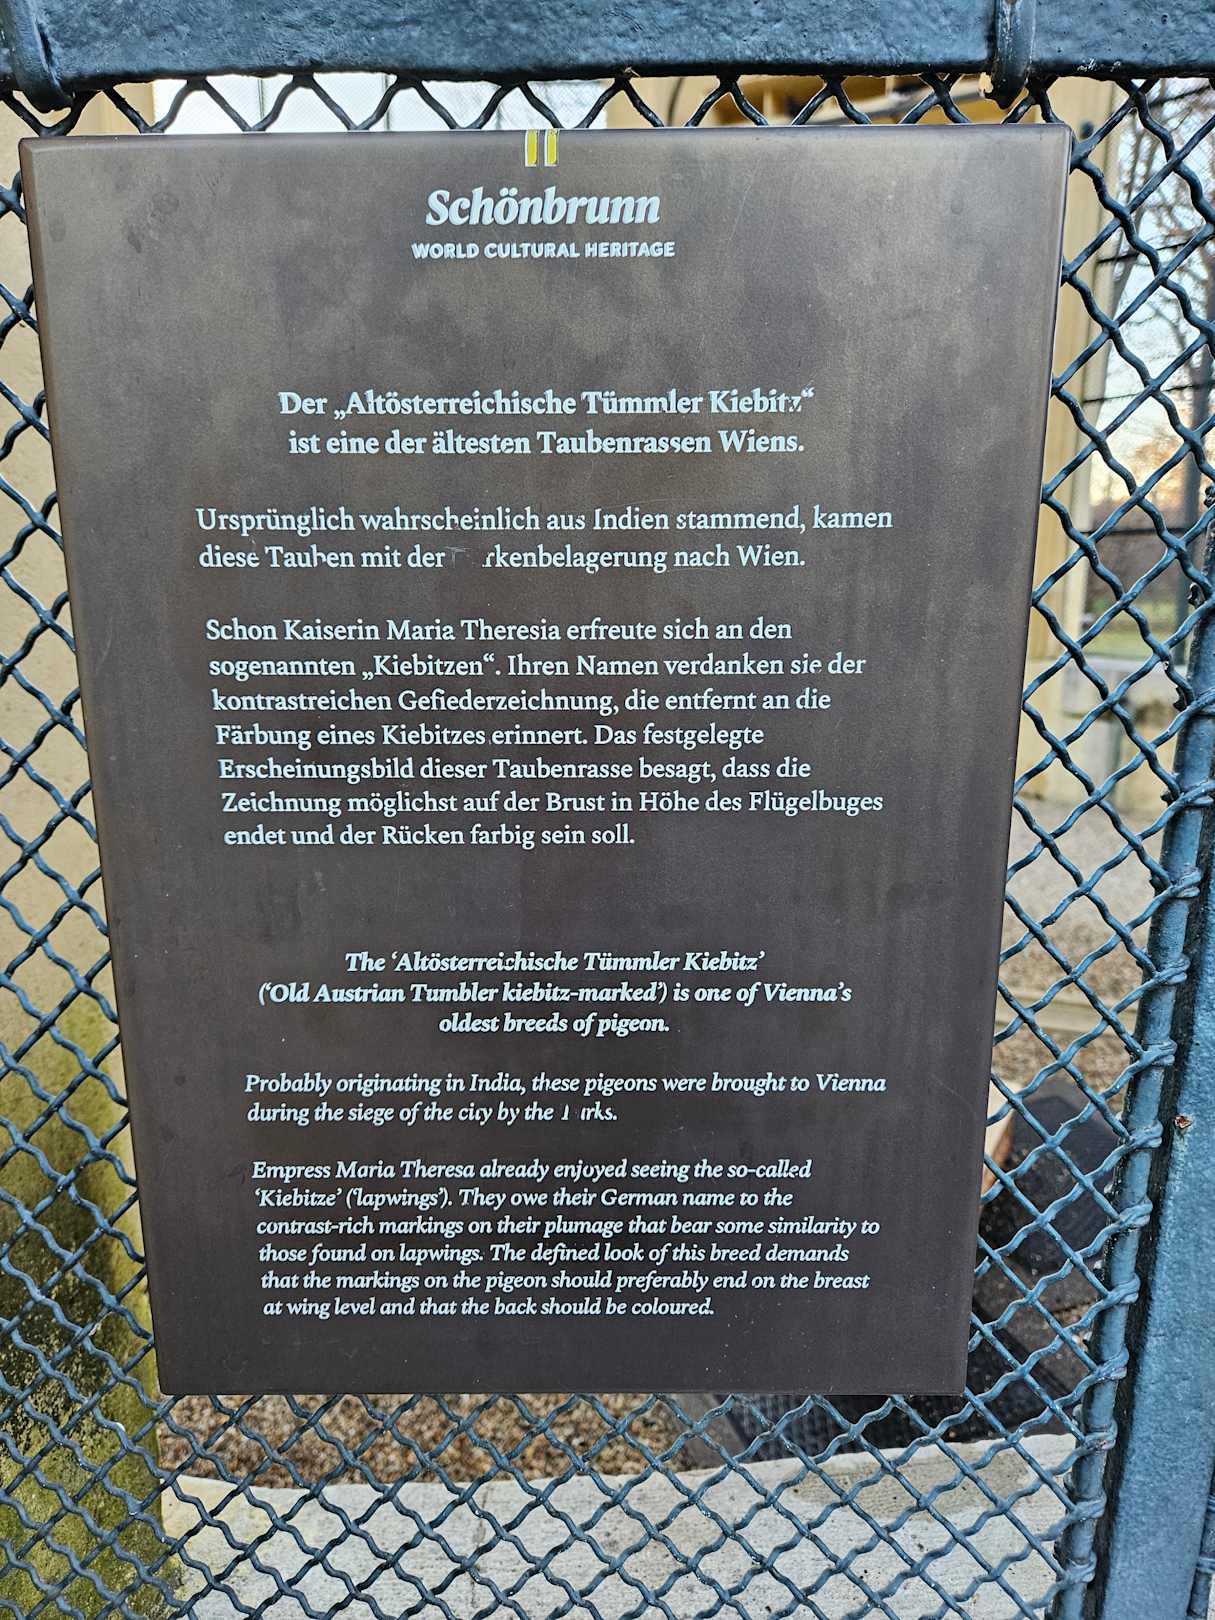 Schönbrunn
WORLD CULTURAL HERITAGE
Der „Altösterreichische Tümmler Kiebitz“
ist eine der ältesten Taubenrassen Wiens.
Ursprünglich wahrscheinlich aus Indien stammend, kamen
diese Tauben mit der rkenbelagerung nach Wien.
Schon Kaiserin Maria Theresia erfreute sich an den
sogenannten „Kiebitzen“. Ihren Namen verdanken sie der
kontrastreichen Gefiederzeichnung, die entfernt an die
Färbung eines Kiebitzes erinnert. Das festgelegte
Erscheinungsbild dieser Taubenrasse besagt, dass die
Zeichnung möglichst auf der Brust in Höhe des Flügelbuges
endet und der Rücken farbig sein soll.
The ‘Altösterreichische Tümmler Kiebitz’
(‘Old Austrian Tumbler kiebitz-marked’) is one of Vienna’s
oldest breeds of pigeon.
Probably originating in India, these pigeons were brought to Vienna
during the siege of the city by the Turks.
Empress Maria Theresa already enjoyed seeing the so-called
‘Kiebitze’ (‘lapwings’). They owe their German name to the
contrast-rich markings on their plumage that bear some similarity to
those found on lapwings. The defined look of this breed demands
that the markings on the pigeon should preferably end on the breast
at wing level and that the back should be coloured.